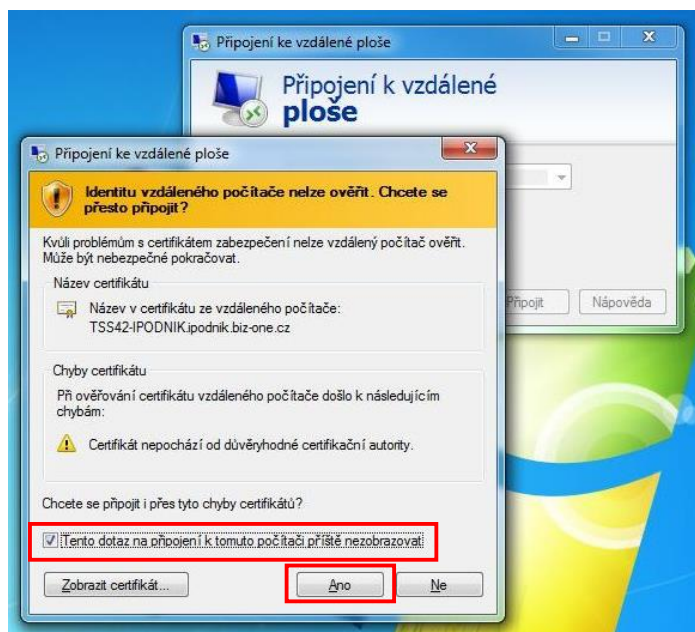 Připojení ke vzdálené ploše
Připojení k vzdálené
ploše
Připojit
Nápověda
Připojení ke vzdálené ploše
Identitu vzdáleného počítače nelze ověřit. Chcete se
přesto připojit?
Kvůli problémům s certifikátem zabezpečení nelze vzdálený počítač ověřit.
Může být nebezpečné pokračovat.
Název certifikátu
Název v certifikátu ze vzdáleného počítače:
TSS42-IPODNIK.ipodnik.biz-one.cz
Chyby certifikátu
Při ověřování certifikátu vzdáleného počítače došlo k následujícím
chybám:
Certifikát nepochází od důvěryhodné certifikační autority.
Chcete se připojit i přes tyto chyby certifikátů?
Tento dotaz na připojení k tomuto počítači příště nezobrazovat
Zobrazit certifikát...
Ano
Ne